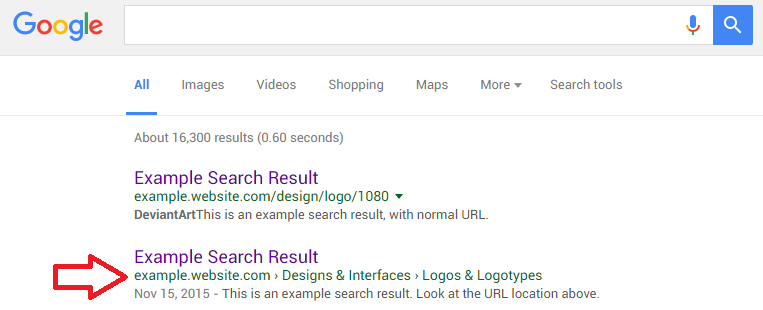 Google
All Images Videos Shopping Maps More Search tools
About 16,300 results (0.60 seconds)
Example Search Result
example.website.com/design/logo/1080
DeviantArtThis is an example search result, with normal URL.
Example Search Result
example.website.com › Designs & Interfaces › Logos & Logotypes
Nov 15, 2015 - This is an example search result. Look at the URL location above.